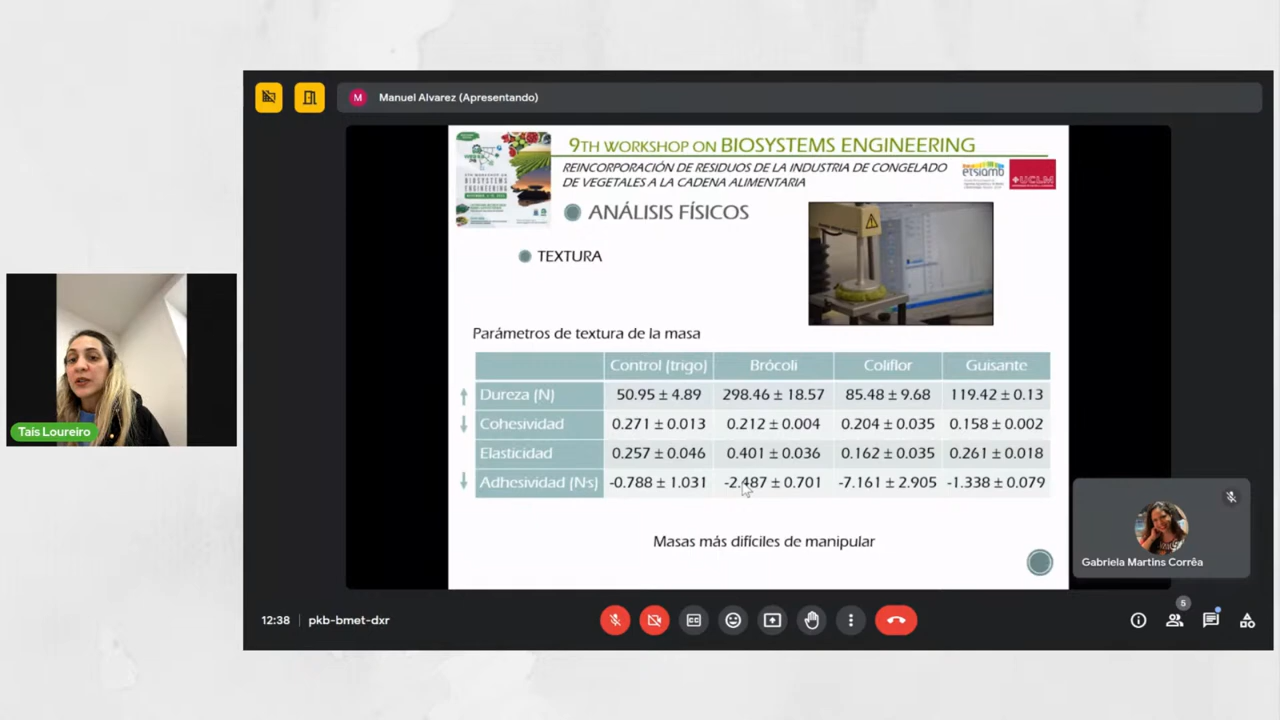 M Manuel Alvarez (Apresentando)
9TH WORKSHOP ON BIOSYSTEMS ENGINEERING
REINCORPORACIÓN DE RESIDUOS DE LA INDUSTRIA DE CONGELADO
DE VEGETALES A LA CADENA ALIMENTARIA
etsiamb
UCLM
BIOSYSTEMS
ENGINEERING
ANÁLISIS FÍSICOS
TEXTURA
Parámetros de textura de la masa
Control (trigo) Brócoli Coliflor Guisante
Dureza (N) 50.95 ± 4.89 298.46 ± 18.57 85.48 ± 9.68 119.42 ± 0.13
Cohesividad 0.271 ± 0.013 0.212 ± 0.004 0.204 ± 0.035 0.158 ± 0.002
Elasticidad 0.257 ± 0.046 0.401 ± 0.036 0.162 ± 0.035 0.261 ± 0.018
Adhesividad (N·s) -0.788 ± 1.031 -2.487 ± 0.701 -7.161 ± 2.905 -1.338 ± 0.079
Masas más difíciles de manipular
Taís Loureiro
Gabriela Martins Corrêa
12:38 | pkb-bmet-dxr
5